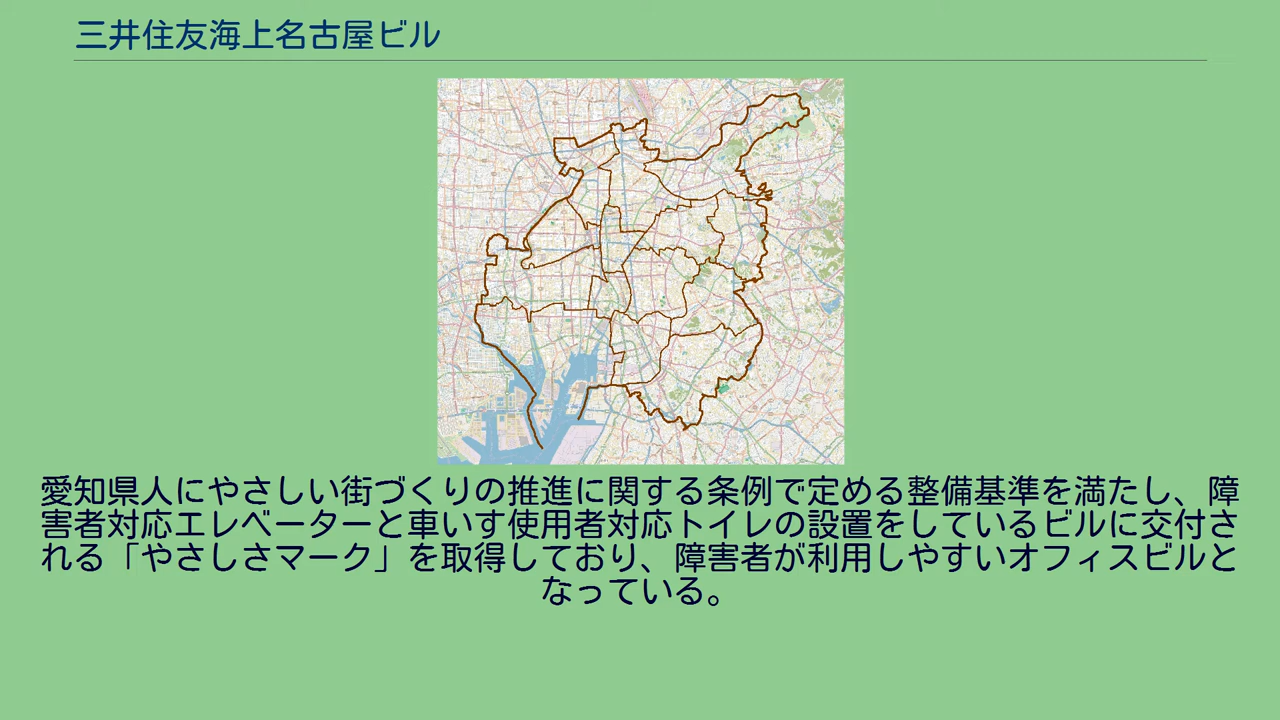 三井住友海上名古屋ビル
愛知県人にやさしい街づくりの推進に関する条例で定める整備基準を満たし、障
害者対応エレベーターと車いす使用者対応トイレの設置をしているビルに交付さ
れる「やさしさマーク」を取得しており、障害者が利用しやすいオフィスビルと
なっている。